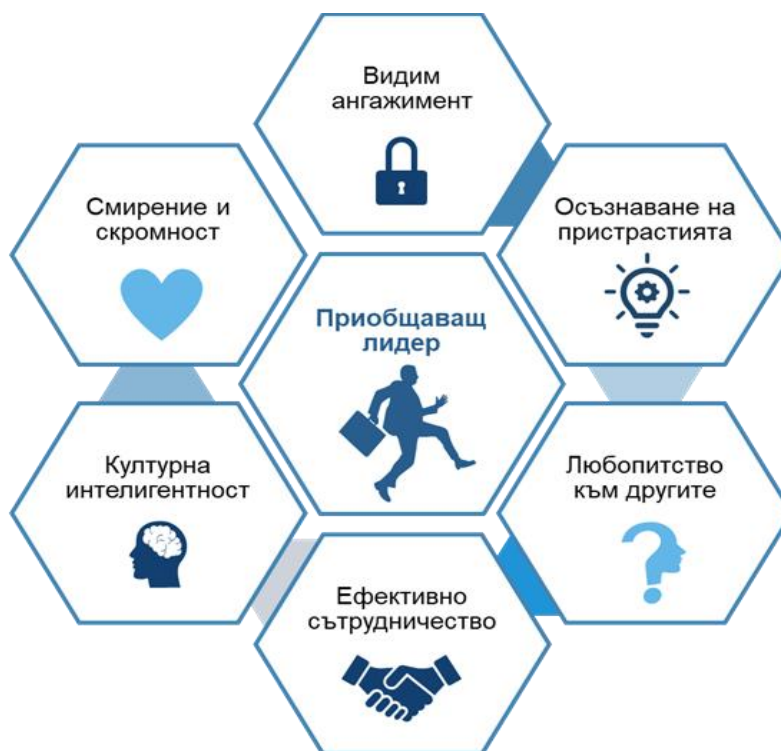 Видим
ангажимент
Смирение и
скромност
Осъзнаване на
пристрастията
Приобщаващ
лидер
Културна
интелигентност
Любопитство
към другите
Ефективно
сътрудничество